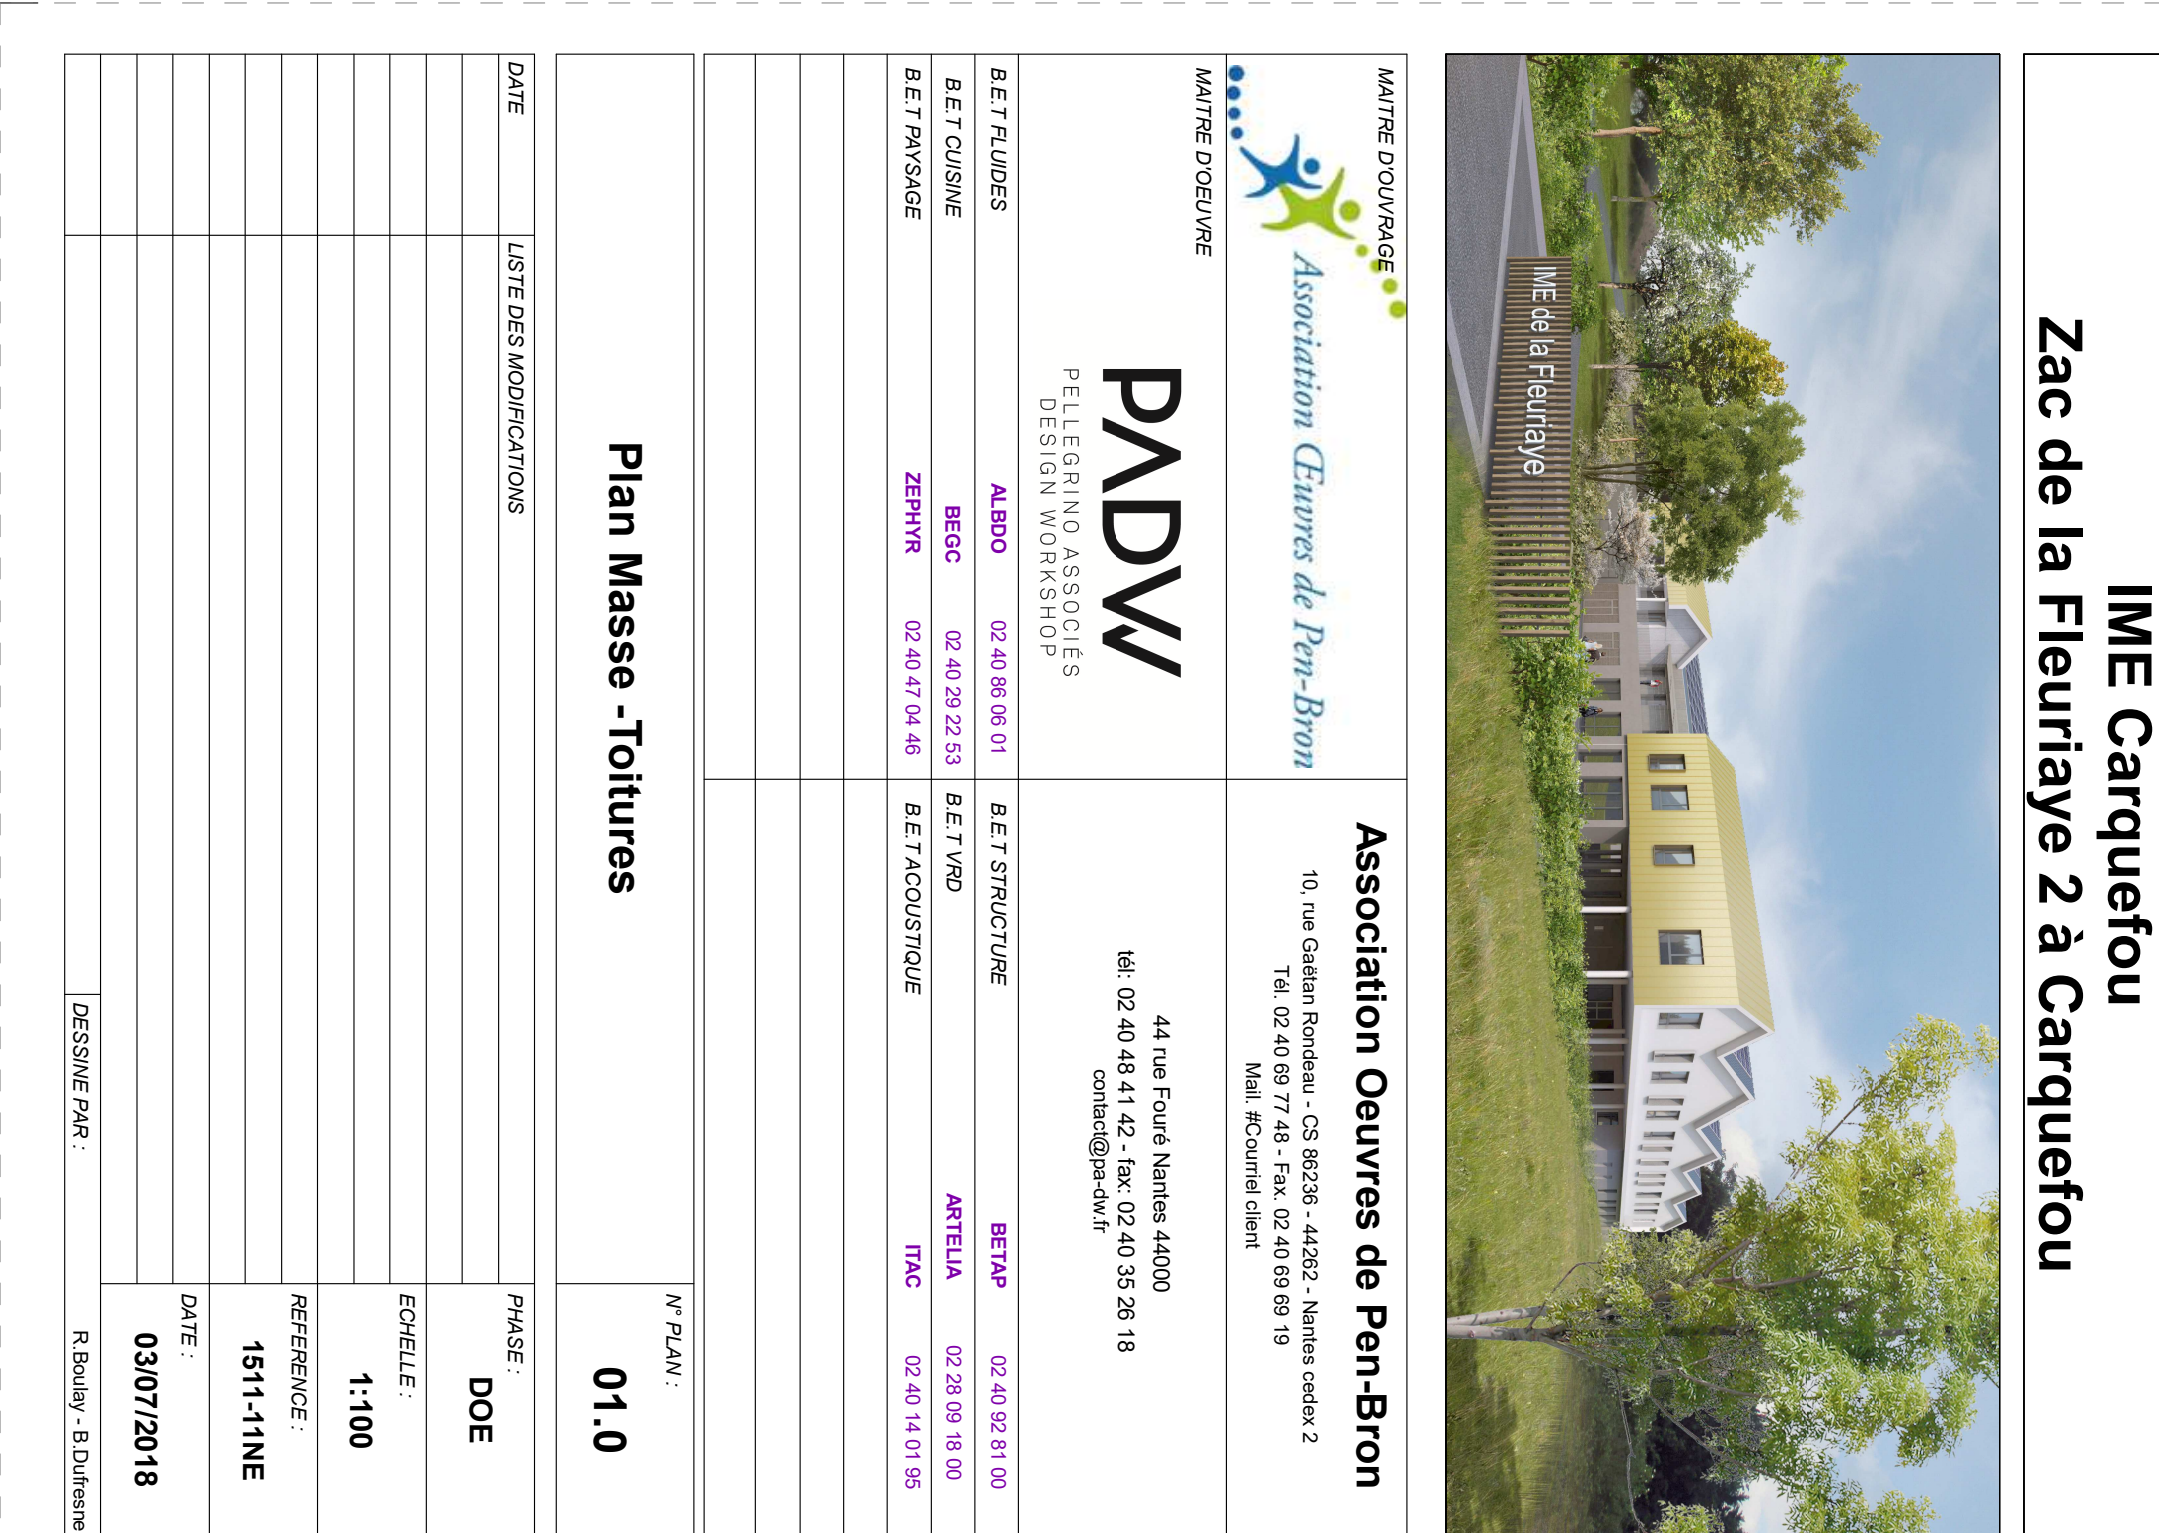 IME Carquefou
Zac de la Fleuriaye 2 à Carquefou
IME de la Fleuriaye
MAITRE D'OUVRAGE
Association Œuvres de Pen-Bron
Association Oeuvres de Pen-Bron
10, rue Gaëtan Rondeau - CS 86236 - 44262 - Nantes cedex 2
Tél. 02 40 69 77 48 - Fax. 02 40 69 69 19
Mail. #Courriel client
MAITRE D'OEUVRE
PADW
PELLEGRINO ASSOCIÉS
DESIGN WORKSHOP
44 rue Fouré Nantes 44000
tél: 02 40 48 41 42 - fax: 02 40 35 26 18
contact@pa-dw.fr
B.E.T FLUIDES ALBDO 02 40 86 06 01
B.E.T STRUCTURE BETAP 02 40 92 81 00
B.E.T CUISINE BEGC 02 40 29 22 53
B.E.T VRD ARTELIA 02 28 09 18 00
B.E.T PAYSAGE ZEPHYR 02 40 47 04 46
B.E.T ACOUSTIQUE ITAC 02 40 14 01 95
Plan Masse -Toitures
N° PLAN :
01.0
DATE
LISTE DES MODIFICATIONS
PHASE :
DOE
ECHELLE :
1:100
REFERENCE :
1511-11NE
DATE :
03/07/2018
DESSINE PAR :
R.Boulay - B.Dufresne